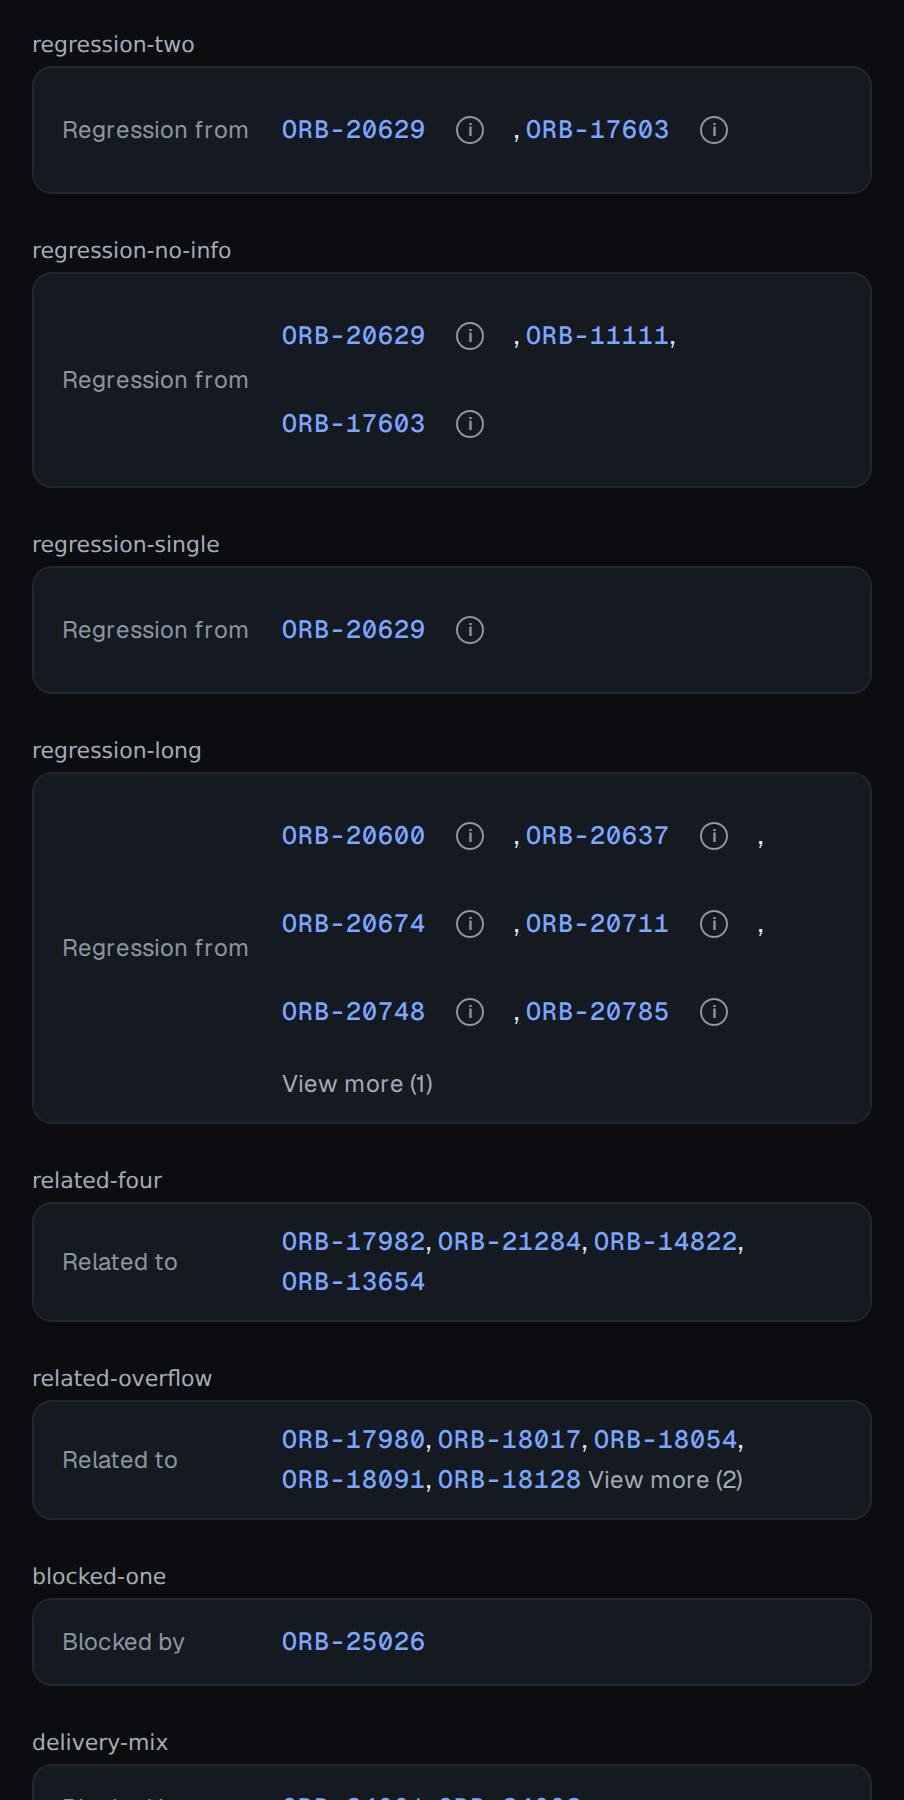 regression-two
Regression from ORB-20629 i , ORB-17603 i
regression-no-info
ORB-20629 i , ORB-11111,
Regression from
ORB-17603 i
regression-single
Regression from ORB-20629 i
regression-long
ORB-20600 i , ORB-20637 i ,
ORB-20674 i , ORB-20711 i ,
Regression from
ORB-20748 i , ORB-20785 i
View more (1)
related-four
ORB-17982, ORB-21284, ORB-14822,
Related to
ORB-13654
related-overflow
ORB-17980, ORB-18017, ORB-18054,
Related to
ORB-18091, ORB-18128 View more (2)
blocked-one
Blocked by ORB-25026
delivery-mix